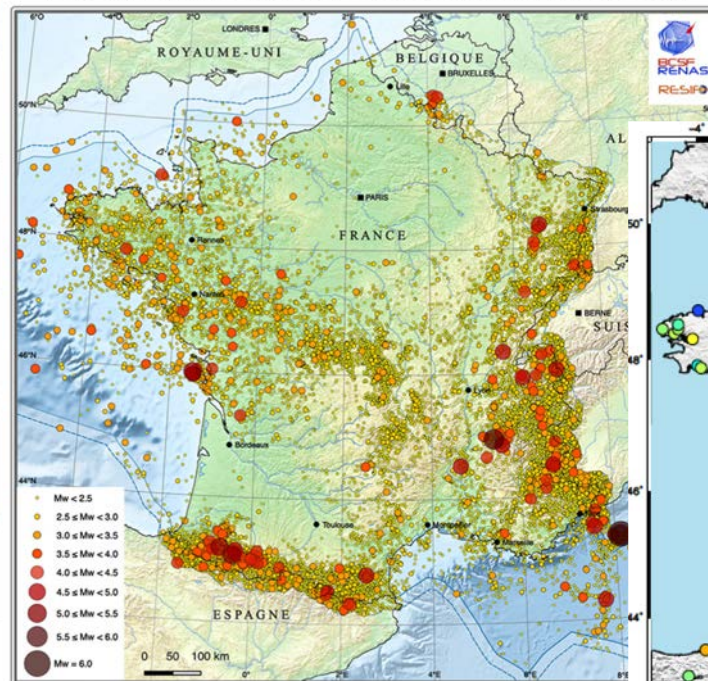 2°W
0°
2°E
4°E
6°E
8°E
LONDRES
ROYAUME-UNI
BELGIQUE
BRUXELLES
Lille
BCSF
RENAS
RESIF
50°N
AL
-4°
50°
PARIS
Strasbourg
48°N
Rennes
FRANCE
Nantes
BERNE
SUIS
48°
46°N
Lyon
Bordeaux
44°N
46°
Mw < 2.5
2.5 ≤ Mw < 3.0
3.0 ≤ Mw < 3.5
3.5 ≤ Mw < 4.0
4.0 ≤ Mw < 4.5
4.5 ≤ Mw < 5.0
5.0 ≤ Mw < 5.5
5.5 ≤ Mw < 6.0
Mw = 6.0
Toulouse
Montpellier
Marseille
ESPAGNE
44°
0 50 100 km